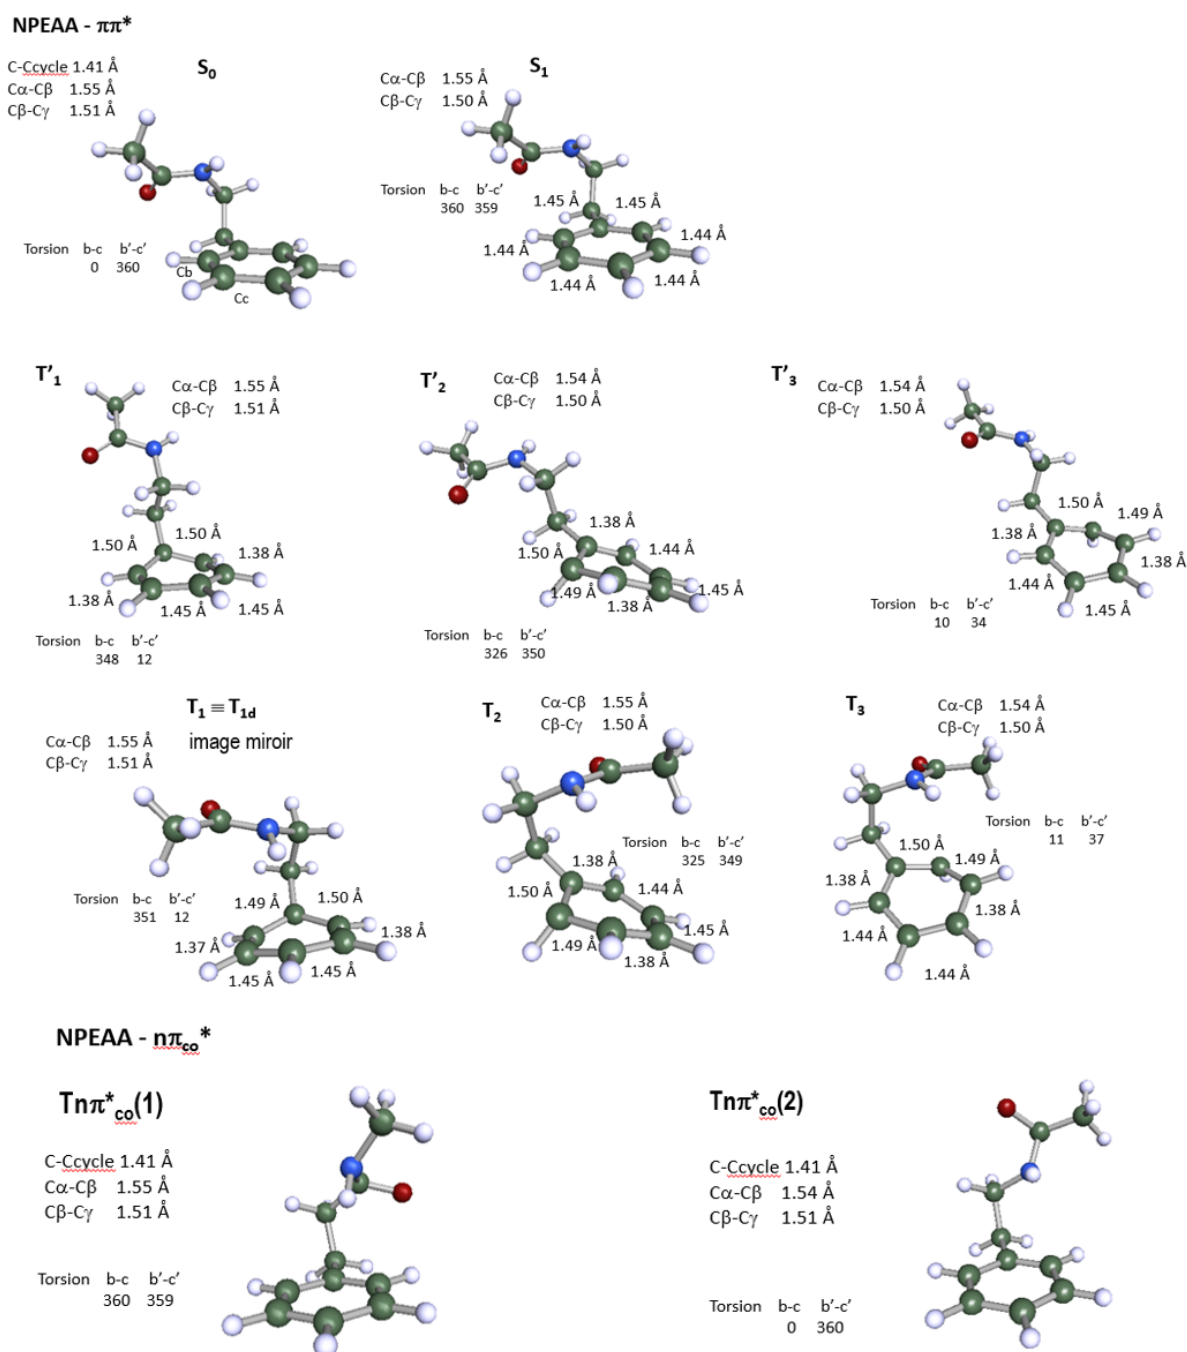 NPEAA - ππ*
C-Ccycle 1.41 Å
Cα-Cβ 1.55 Å
Cβ-Cγ 1.51 Å
S0
Torsion b-c b'-c'
0 360
Cb
Cc
S1
Cα-Cβ 1.55 Å
Cβ-Cγ 1.50 Å
Torsion b-c b'-c'
360 359
1.45 Å 1.45 Å
1.44 Å
1.44 Å
1.44 Å
1.44 Å
T'1
Cα-Cβ 1.55 Å
Cβ-Cγ 1.51 Å
1.50 Å
1.50 Å
1.38 Å
1.38 Å
1.45 Å 1.45 Å
Torsion b-c b'-c'
348 12
T'2
Cα-Cβ 1.54 Å
Cβ-Cγ 1.50 Å
1.38 Å
1.50 Å 1.44 Å
1.49 Å 1.45 Å
1.38 Å
Torsion b-c b'-c'
326 350
T'3
Cα-Cβ 1.54 Å
Cβ-Cγ 1.50 Å
1.50 Å
1.49 Å
1.38 Å
1.38 Å
1.44 Å
1.45 Å
Torsion b-c b'-c'
10 34
T1 ≡ T1d
image miroir
Cα-Cβ 1.55 Å
Cβ-Cγ 1.51 Å
Torsion b-c b'-c'
351 12
1.49 Å 1.50 Å
1.37 Å 1.38 Å
1.45 Å 1.45 Å
T2
Cα-Cβ 1.55 Å
Cβ-Cγ 1.50 Å
Torsion b-c b'-c'
325 349
1.38 Å
1.50 Å 1.44 Å
1.45 Å
1.49 Å
1.38 Å
T3
Cα-Cβ 1.54 Å
Cβ-Cγ 1.50 Å
Torsion b-c b'-c'
11 37
1.50 Å
1.49 Å
1.38 Å
1.38 Å
1.44 Å
1.44 Å
NPEAA - nπco*
Tnπ*co(1)
C-Ccycle 1.41 Å
Cα-Cβ 1.55 Å
Cβ-Cγ 1.51 Å
Torsion b-c b'-c'
360 359
Tnπ*co(2)
C-Ccycle 1.41 Å
Cα-Cβ 1.54 Å
Cβ-Cγ 1.51 Å
Torsion b-c b'-c'
0 360